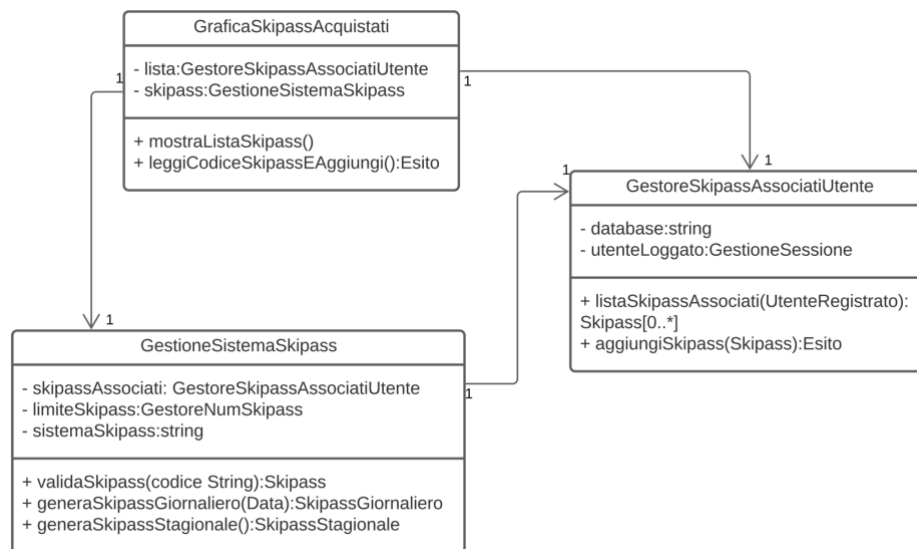 GraficaSkipassAcquistati
- lista:GestoreSkipassAssociatiUtente
- skipass:GestioneSistemaSkipass
+ mostraListaSkipass()
+ leggiCodiceSkipassEAggiungi():Esito
1
1
1
1
GestoreSkipassAssociatiUtente
- database:string
- utenteLoggato:GestioneSessione
+ listaSkipassAssociati(UtenteRegistrato):
Skipass[0..*]
+ aggiungiSkipass(Skipass):Esito
1
GestioneSistemaSkipass
- skipassAssociati: GestoreSkipassAssociatiUtente
- limiteSkipass:GestoreNumSkipass
- sistemaSkipass:string
+ validaSkipass(codice String):Skipass
+ generaSkipassGiornaliero(Data):SkipassGiornaliero
+ generaSkipassStagionale():SkipassStagionale
1